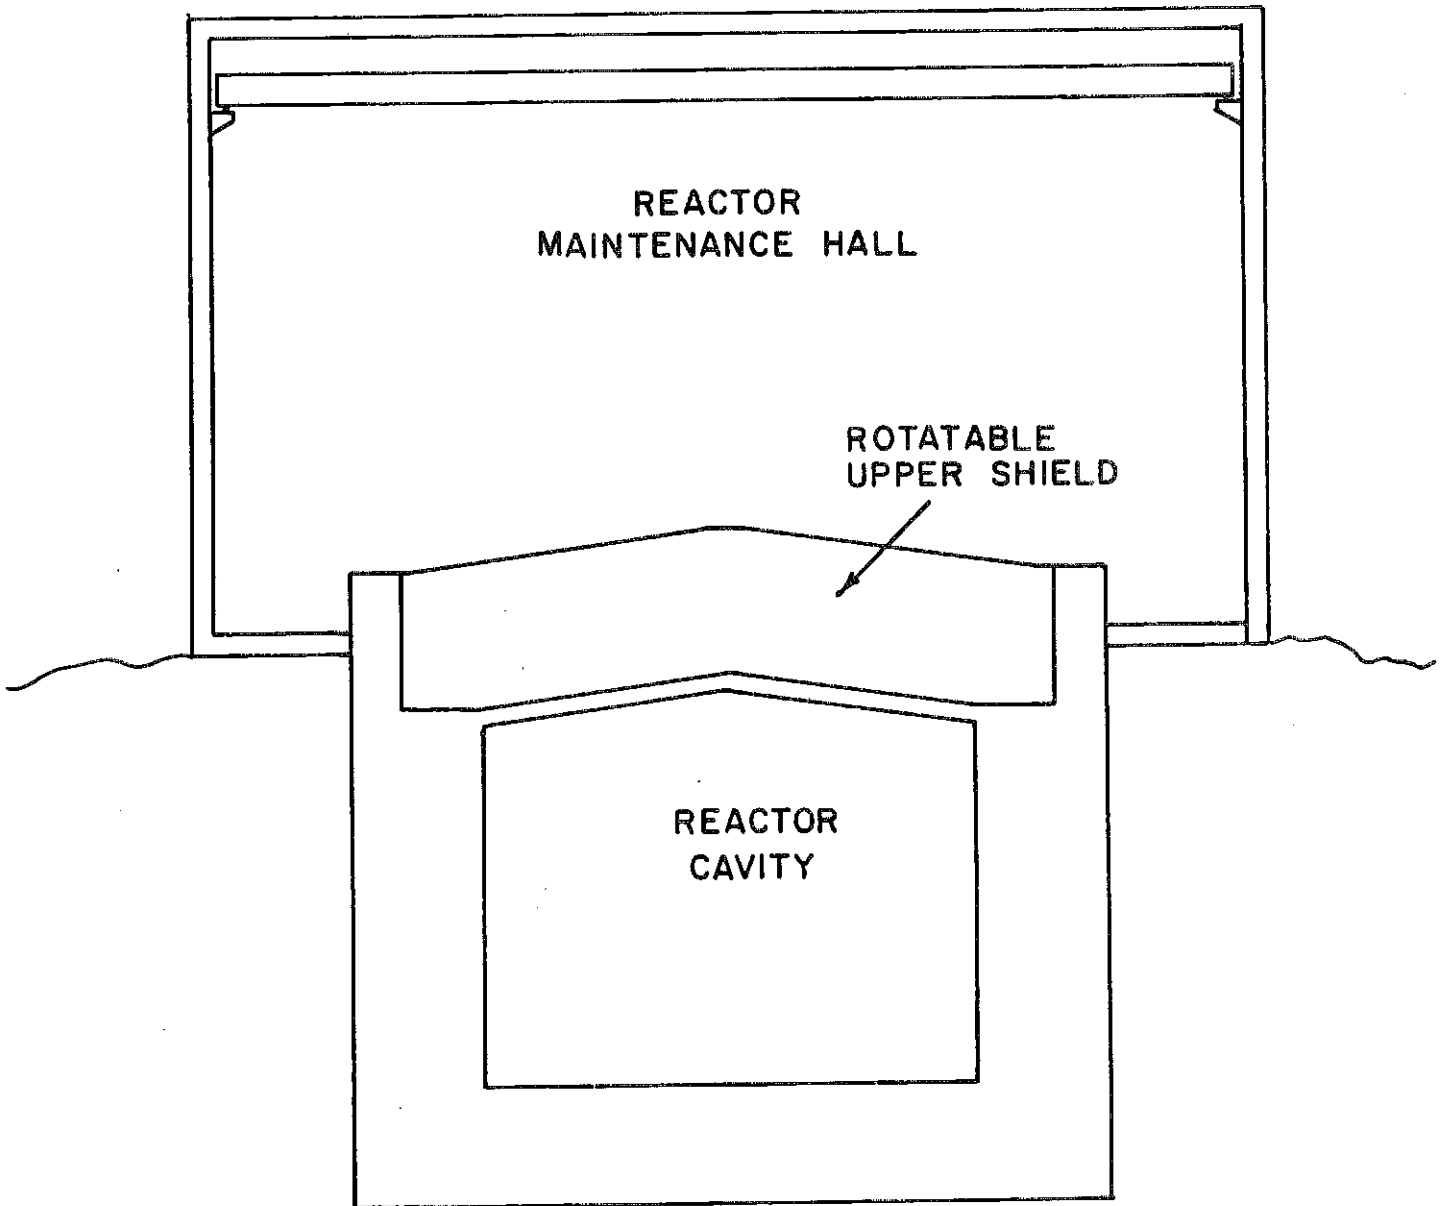 REACTOR
MAINTENANCE HALL
ROTATABLE
UPPER SHIELD
REACTOR
CAVITY